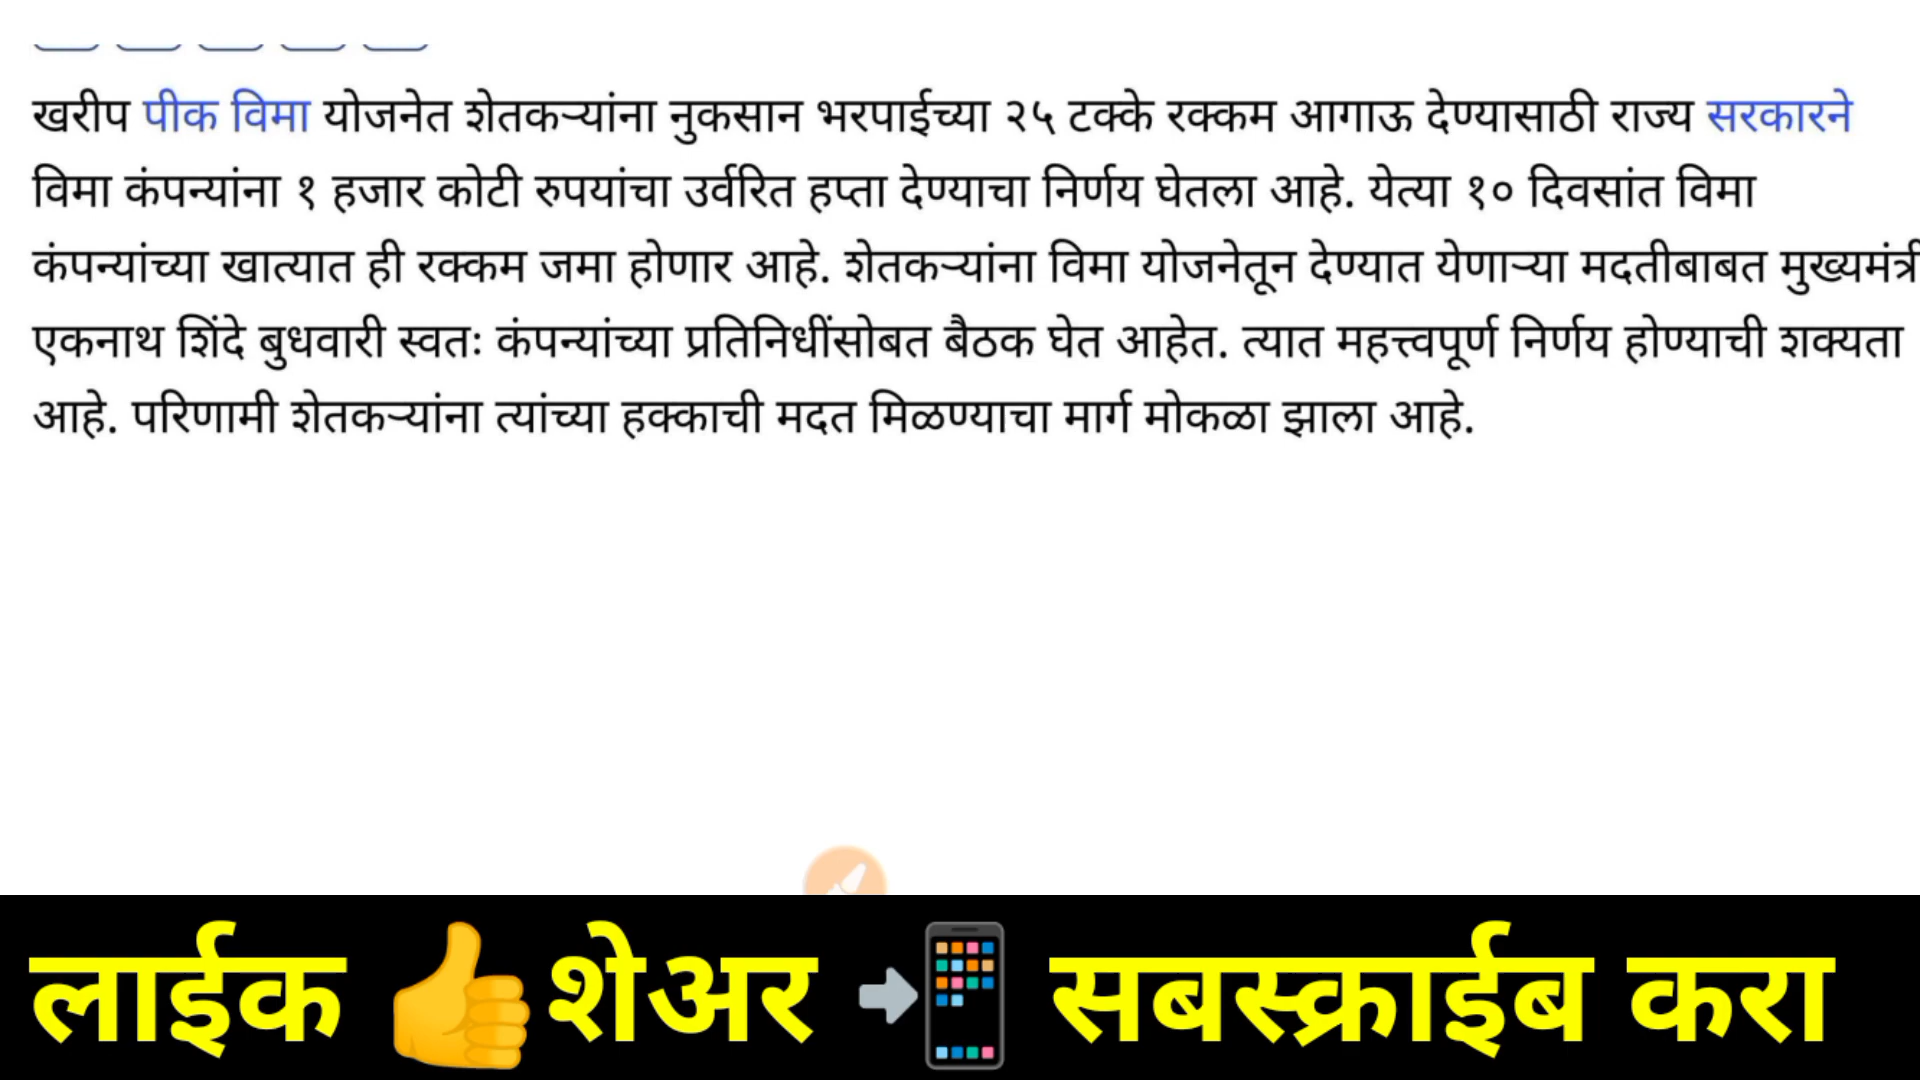 खरीप पीक विमा योजनेत शेतकऱ्यांना नुकसान भरपाईच्या २५ टक्के रक्कम आगाऊ देण्यासाठी राज्य सरकारने
विमा कंपन्यांना १ हजार कोटी रुपयांचा उर्वरित हप्ता देण्याचा निर्णय घेतला आहे. येत्या १० दिवसांत विमा
कंपन्यांच्या खात्यात ही रक्कम जमा होणार आहे. शेतकऱ्यांना विमा योजनेतून देण्यात येणाऱ्या मदतीबाबत मुख्यमंत्री
एकनाथ शिंदे बुधवारी स्वतः कंपन्यांच्या प्रतिनिधींसोबत बैठक घेत आहेत. त्यात महत्त्वपूर्ण निर्णय होण्याची शक्यता
आहे. परिणामी शेतकऱ्यांना त्यांच्या हक्काची मदत मिळण्याचा मार्ग मोकळा झाला आहे.
लाईक 👍शेअर 📲 सबस्क्राईब करा